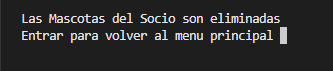 Las Mascotas del Socio son eliminadas
Entrar para volver al menu principal